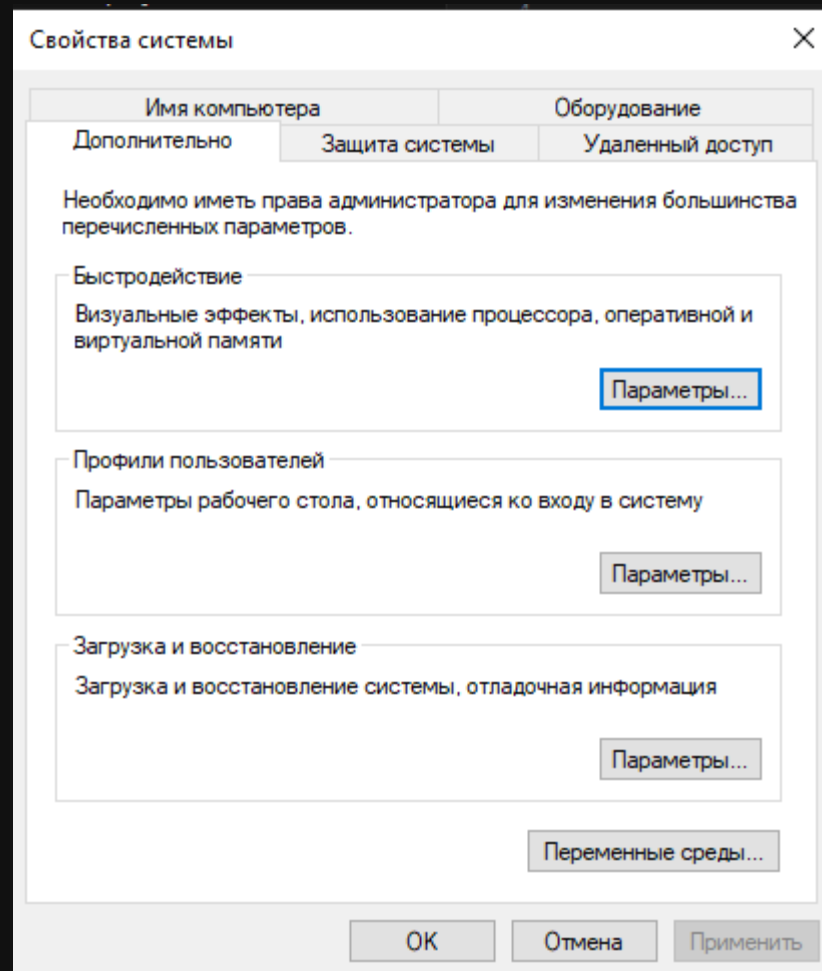 Свойства системы
Имя компьютера
Оборудование
Дополнительно
Защита системы
Удаленный доступ
Необходимо иметь права администратора для изменения большинства
перечисленных параметров.
Быстродействие
Визуальные эффекты, использование процессора, оперативной и
виртуальной памяти
Параметры...
Профили пользователей
Параметры рабочего стола, относящиеся ко входу в систему
Параметры...
Загрузка и восстановление
Загрузка и восстановление системы, отладочная информация
Параметры...
Переменные среды...
ОК
Отмена
Применить